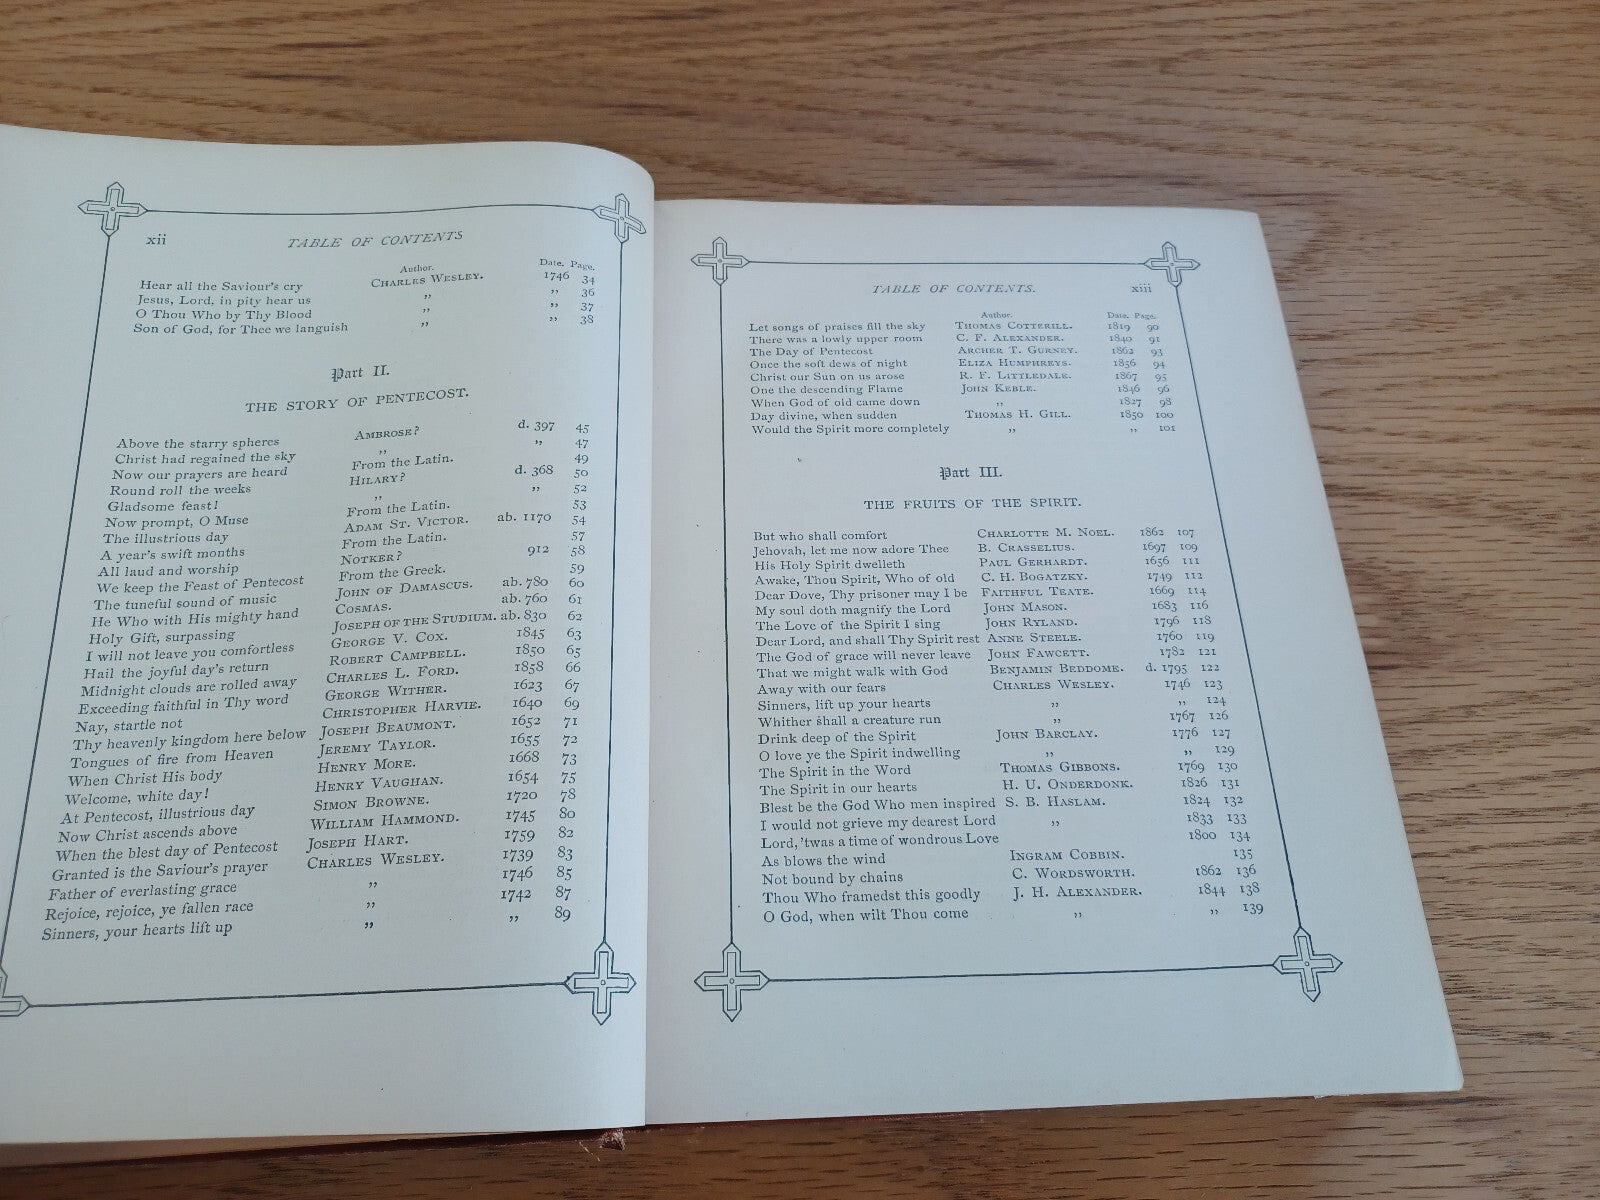 xii TABLE OF CONTENTS
Author. Date. Page.
Hear all the Saviour's cry CHARLES WESLEY. 1746 34
Jesus, Lord, in pity hear us ,, ,, 36
O Thou Who by Thy Blood ,, ,, 37
Son of God, for Thee we languish ,, ,, 38
Part II.
THE STORY OF PENTECOST.
Above the starry spheres AMBROSE? d. 397 45
Christ had regained the sky ,, ,, 47
Now our prayers are heard From the Latin. 49
Round roll the weeks HILARY? d. 368 50
Gladsome feast! ,, ,, 52
Now prompt, O Muse From the Latin. 53
The illustrious day ADAM ST. VICTOR. ab. 1170 54
A year's swift months From the Latin. 57
All laud and worship NOTKER? 912 58
We keep the Feast of Pentecost From the Greek. 59
The tuneful sound of music JOHN OF DAMASCUS. ab. 780 60
He Who with His mighty hand COSMAS. ab. 760 61
Holy Gift, surpassing JOSEPH OF THE STUDIUM. ab. 830 62
I will not leave you comfortless GEORGE V. COX. 1845 63
Hail the joyful day's return ROBERT CAMPBELL. 1850 65
Midnight clouds are rolled away CHARLES L. FORD. 1858 66
Exceeding faithful in Thy word GEORGE WITHER. 1623 67
Nay, startle not CHRISTOPHER HARVIE. 1640 69
Thy heavenly kingdom here below JOSEPH BEAUMONT. 1652 71
Tongues of fire from Heaven JEREMY TAYLOR. 1655 72
When Christ His body HENRY MORE. 1668 73
Welcome, white day! HENRY VAUGHAN. 1654 75
At Pentecost, illustrious day SIMON BROWNE. 1720 78
Now Christ ascends above WILLIAM HAMMOND. 1745 80
When the blest day of Pentecost JOSEPH HART. 1759 82
Granted is the Saviour's prayer CHARLES WESLEY. 1739 83
Father of everlasting grace ,, 1746 85
Rejoice, rejoice, ye fallen race ,, 1742 87
Sinners, your hearts lift up ,, ,, 89
TABLE OF CONTENTS. xiii
Author. Date. Page.
Let songs of praises fill the sky THOMAS COTTERILL. 1819 90
There was a lowly upper room C. F. ALEXANDER. 1840 91
The Day of Pentecost ARCHER T. GURNEY. 1862 93
Once the soft dews of night ELIZA HUMPHREYS. 1856 94
Christ our Sun on us arose R. F. LITTLEDALE. 1867 95
One the descending Flame JOHN KEBLE. 1846 96
When God of old came down ,, 1827 98
Day divine, when sudden THOMAS H. GILL. 1850 100
Would the Spirit more completely ,, ,, 101
Part III.
THE FRUITS OF THE SPIRIT.
But who shall comfort CHARLOTTE M. NOEL. 1862 107
Jehovah, let me now adore Thee B. CRASSELIUS. 1697 109
His Holy Spirit dwelleth PAUL GERHARDT. 1656 111
Awake, Thou Spirit, Who of old C. H. BOGATZKY. 1749 112
Dear Dove, Thy prisoner may I be FAITHFUL TEATE. 1669 114
My soul doth magnify the Lord JOHN MASON. 1683 116
The Love of the Spirit I sing JOHN RYLAND. 1796 118
Dear Lord, and shall Thy Spirit rest ANNE STEELE. 1760 119
The God of grace will never leave JOHN FAWCETT. 1782 121
That we might walk with God BENJAMIN BEDDOME. d. 1795 122
Away with our fears CHARLES WESLEY. 1746 123
Sinners, lift up your hearts ,, ,, 124
Whither shall a creature run ,, 1767 126
Drink deep of the Spirit JOHN BARCLAY. 1776 127
O love ye the Spirit indwelling ,, ,, 129
The Spirit in the Word THOMAS GIBBONS. 1769 130
The Spirit in our hearts H. U. ONDERDONK. 1826 131
Blest be the God Who men inspired S. B. HASLAM. 1824 132
I would not grieve my dearest Lord ,, 1833 133
Lord, 'twas a time of wondrous Love 1800 134
As blows the wind INGRAM COBBIN. 135
Not bound by chains C. WORDSWORTH. 1862 136
Thou Who framedst this goodly J. H. ALEXANDER. 1844 138
O God, when wilt Thou come ,, ,, 139